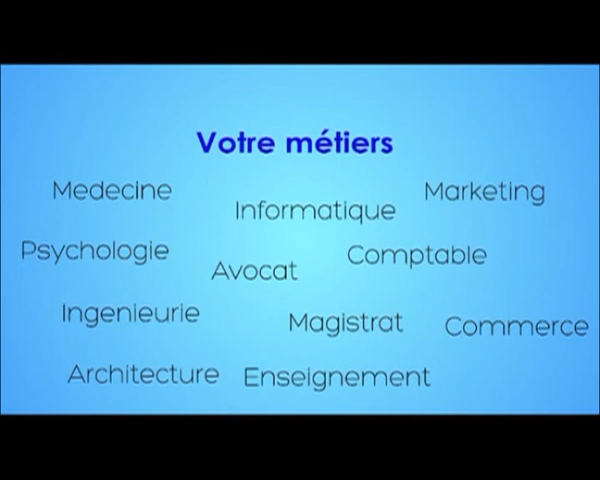 Votre métiers
Medecine
Informatique
Marketing
Psychologie
Avocat
Comptable
Ingenieurie
Magistrat
Commerce
Architecture
Enseignement